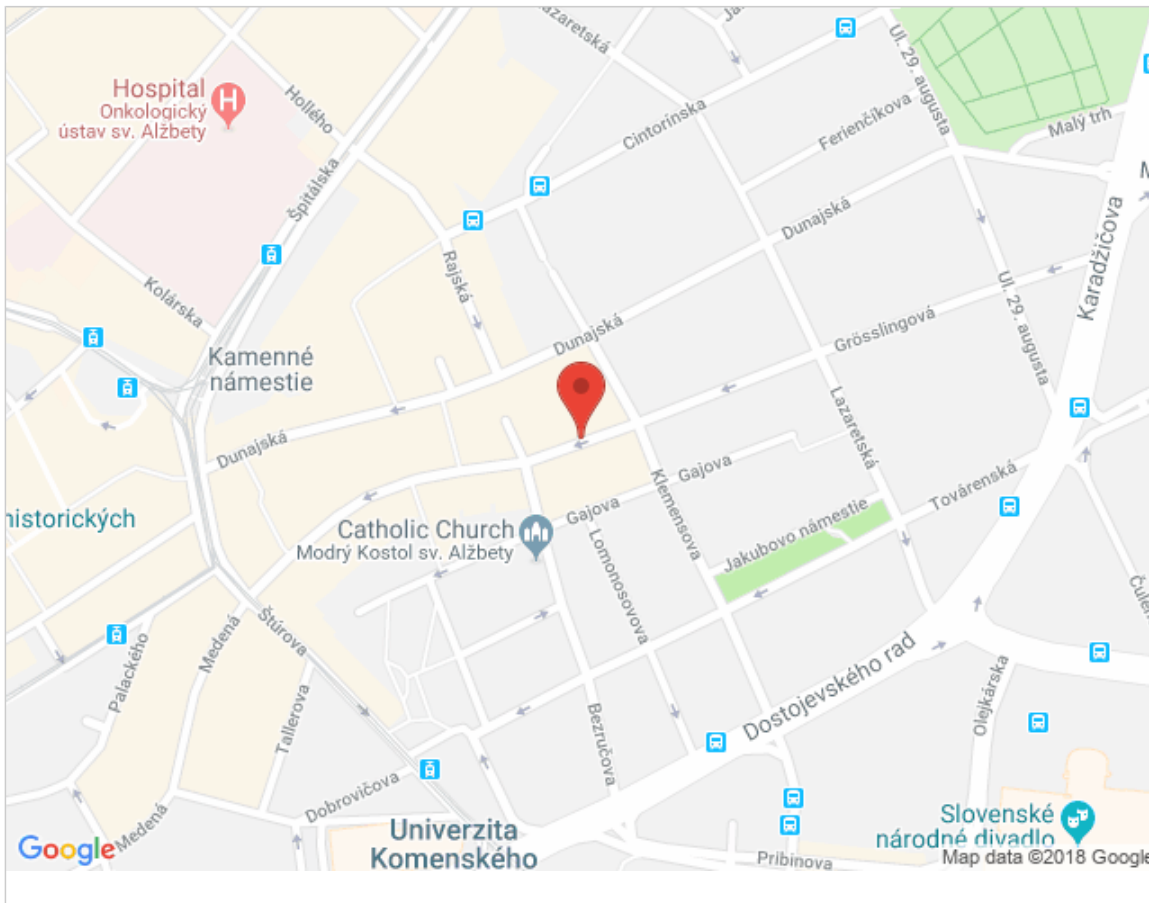 Lazaretská
Ja
Hospital
Onkologický
ústav sv. Alžbety
H
Hollého
Cintorínska
Ul. 29. augusta
Ferienčíkova
Malý trh
M
Špitálska
Dunajská
Karadžičova
Rajská
Kolárska
Ul. 29. augusta
Kamenné
námestie
Dunajská
Grösslingová
Lazaretská
Dunajská
Klemensova
Gajova
Továrenská
historických
Catholic Church
Modrý Kostol sv. Alžbety
Gajova
Jakubovo námestie
Lomonosovova
Čulen
Štúrova
Medená
Palackého
Tallerova
Bezručova
Dostojevského rad
Olejkárska
Dobrovičova
Medená
Univerzita
Komenského
Slovenské
národné divadlo
Pribinova
Google
Map data ©2018 Google